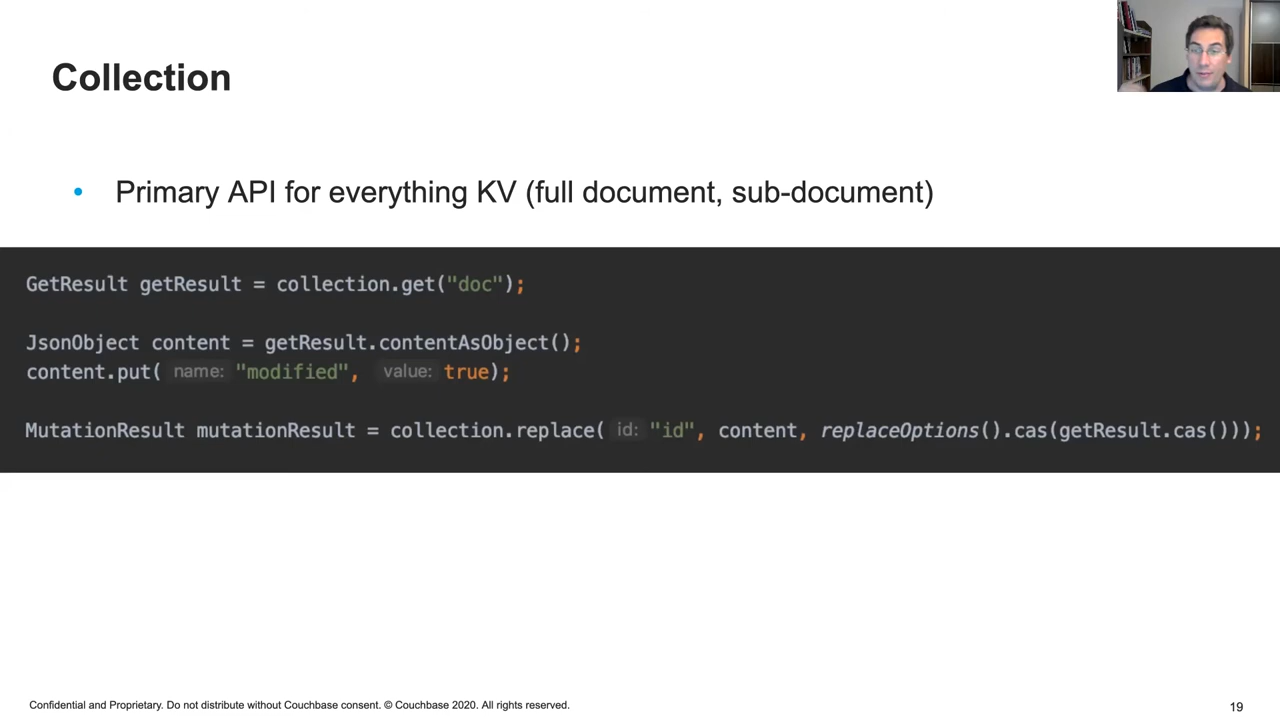 Collection
• Primary API for everything KV (full document, sub-document)
GetResult getResult = collection.get("doc");
JsonObject content = getResult.contentAsObject();
content.put( name: "modified", value: true);
MutationResult mutationResult = collection.replace( id: "id", content, replaceOptions().cas(getResult.cas()));
Confidential and Proprietary. Do not distribute without Couchbase consent. © Couchbase 2020. All rights reserved.
19